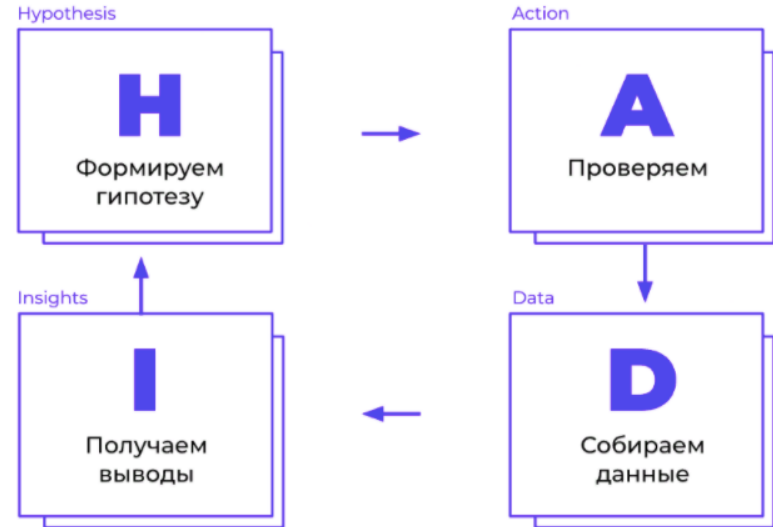 Hypothesis
H
Формируем
гипотезу
Action
A
Проверяем
Insights
I
Получаем
выводы
Data
D
Собираем
данные